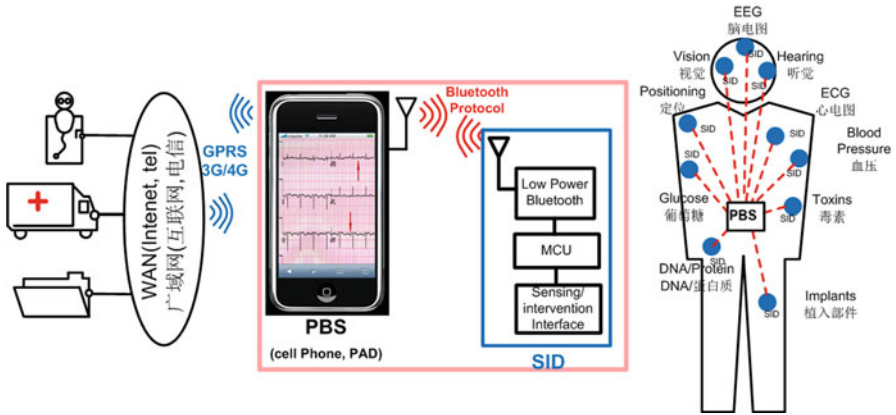 WAN(Intenet, tel)
广域网(互联网,电信)
GPRS
3G/4G
PBS
(cell Phone, PAD)
Bluetooth
Protocol
Low Power
Bluetooth
MCU
Sensing/
intervention
Interface
SID
EEG
脑电图
Vision
视觉
Hearing
听觉
SID
SID
SID
Positioning
定位
ECG
心电图
SID
SID
Blood
Pressure
血压
SID
Glucose
葡萄糖
SID
PBS
Toxins
毒素
SID
DNA/Protein
DNA/蛋白质
SID
Implants
植入部件
SID